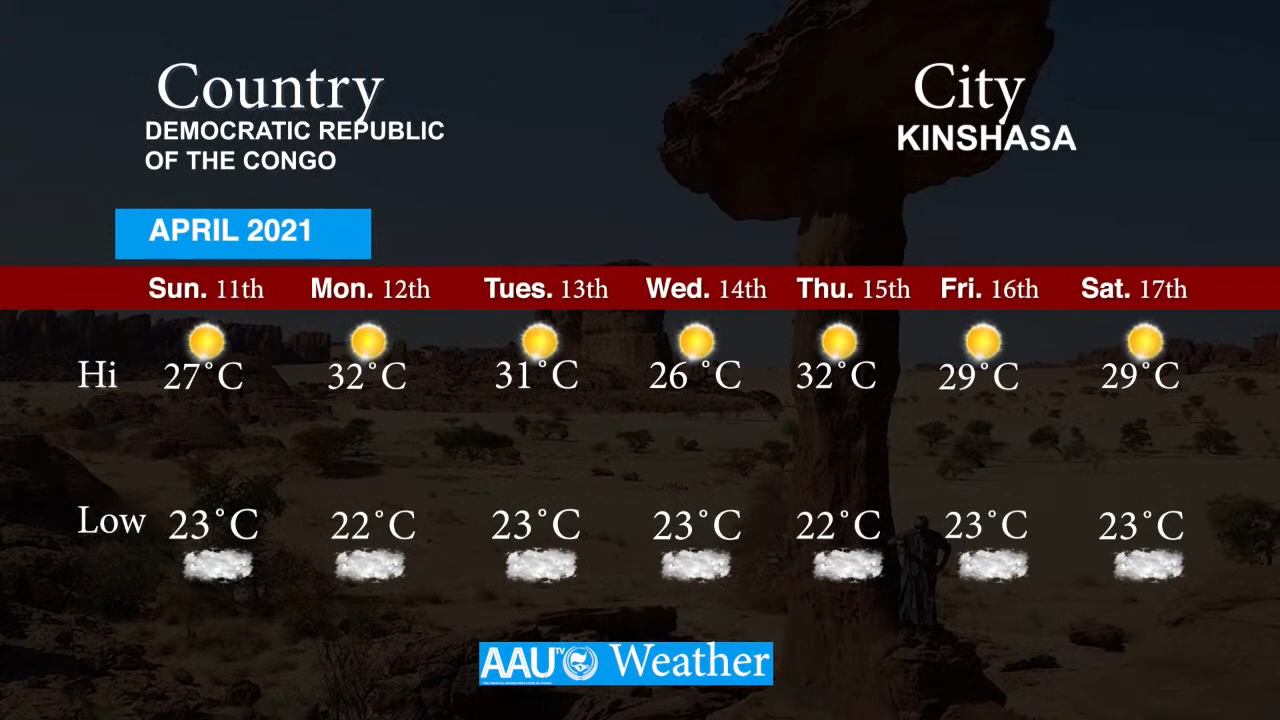 Country
DEMOCRATIC REPUBLIC
OF THE CONGO
City
KINSHASA
APRIL 2021
Sun. 11th Mon. 12th Tues. 13th Wed. 14th Thu. 15th Fri. 16th Sat. 17th
Hi 27°C 32°C 31°C 26 °C 32°C 29°C 29°C
Low 23°C 22°C 23°C 23°C 22°C 23°C 23°C
AAU TV Weather